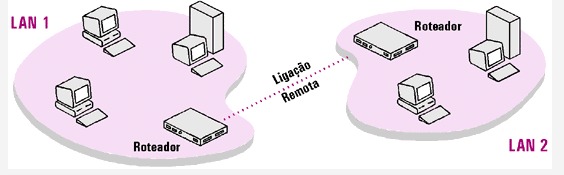 LAN 1
Roteador
Ligação
Remota
Roteador
LAN 2